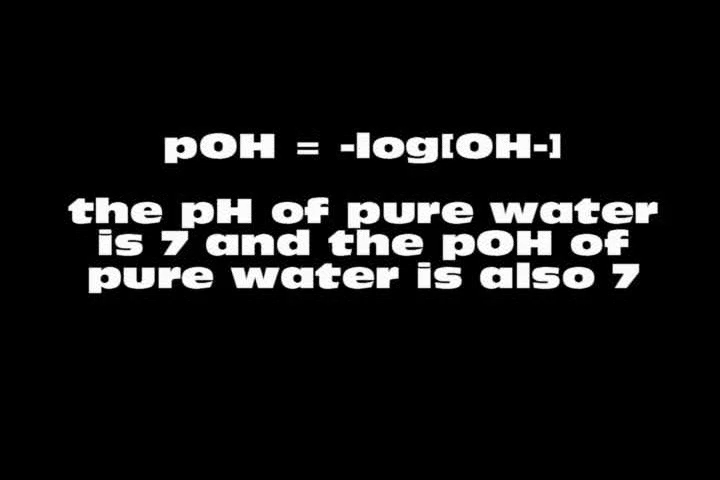 pOH = -log[OH-]
the pH of pure water
is 7 and the pOH of
pure water is also 7